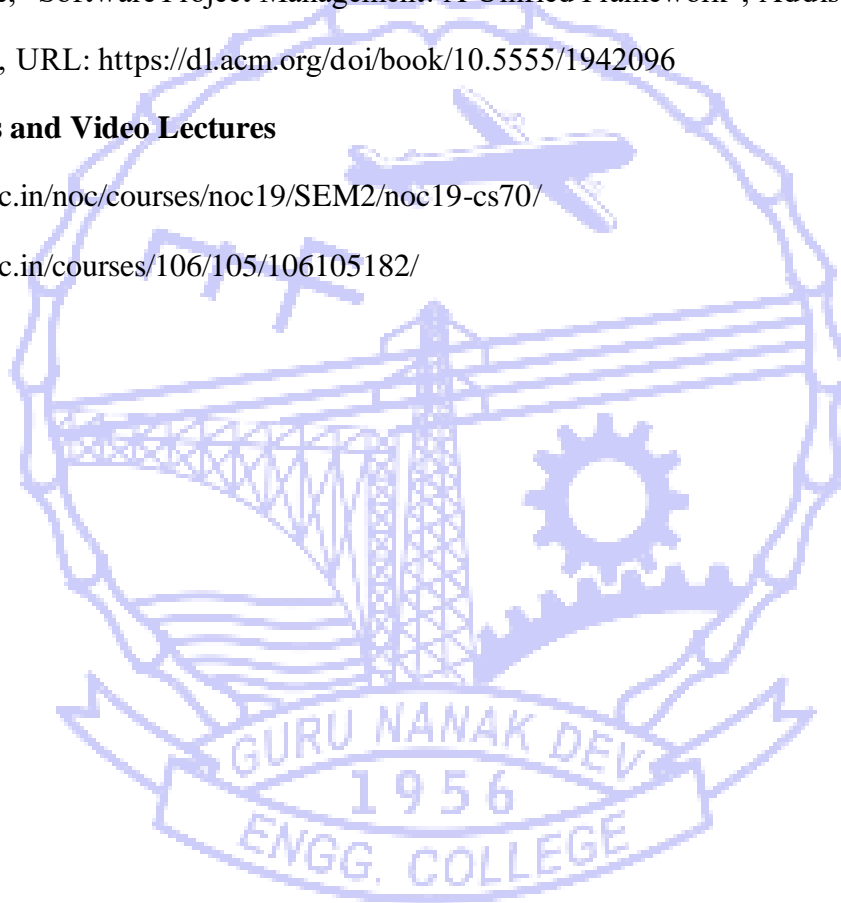 "Software Project Management: A Unified Framework", Addis
, URL: https://dl.acm.org/doi/book/10.5555/1942096
and Video Lectures
c.in/noc/courses/noc19/SEM2/noc19-cs70/
c.in/courses/106/105/106105182/
GURU NANAK DEV
1956
ENGG. COLLEGE